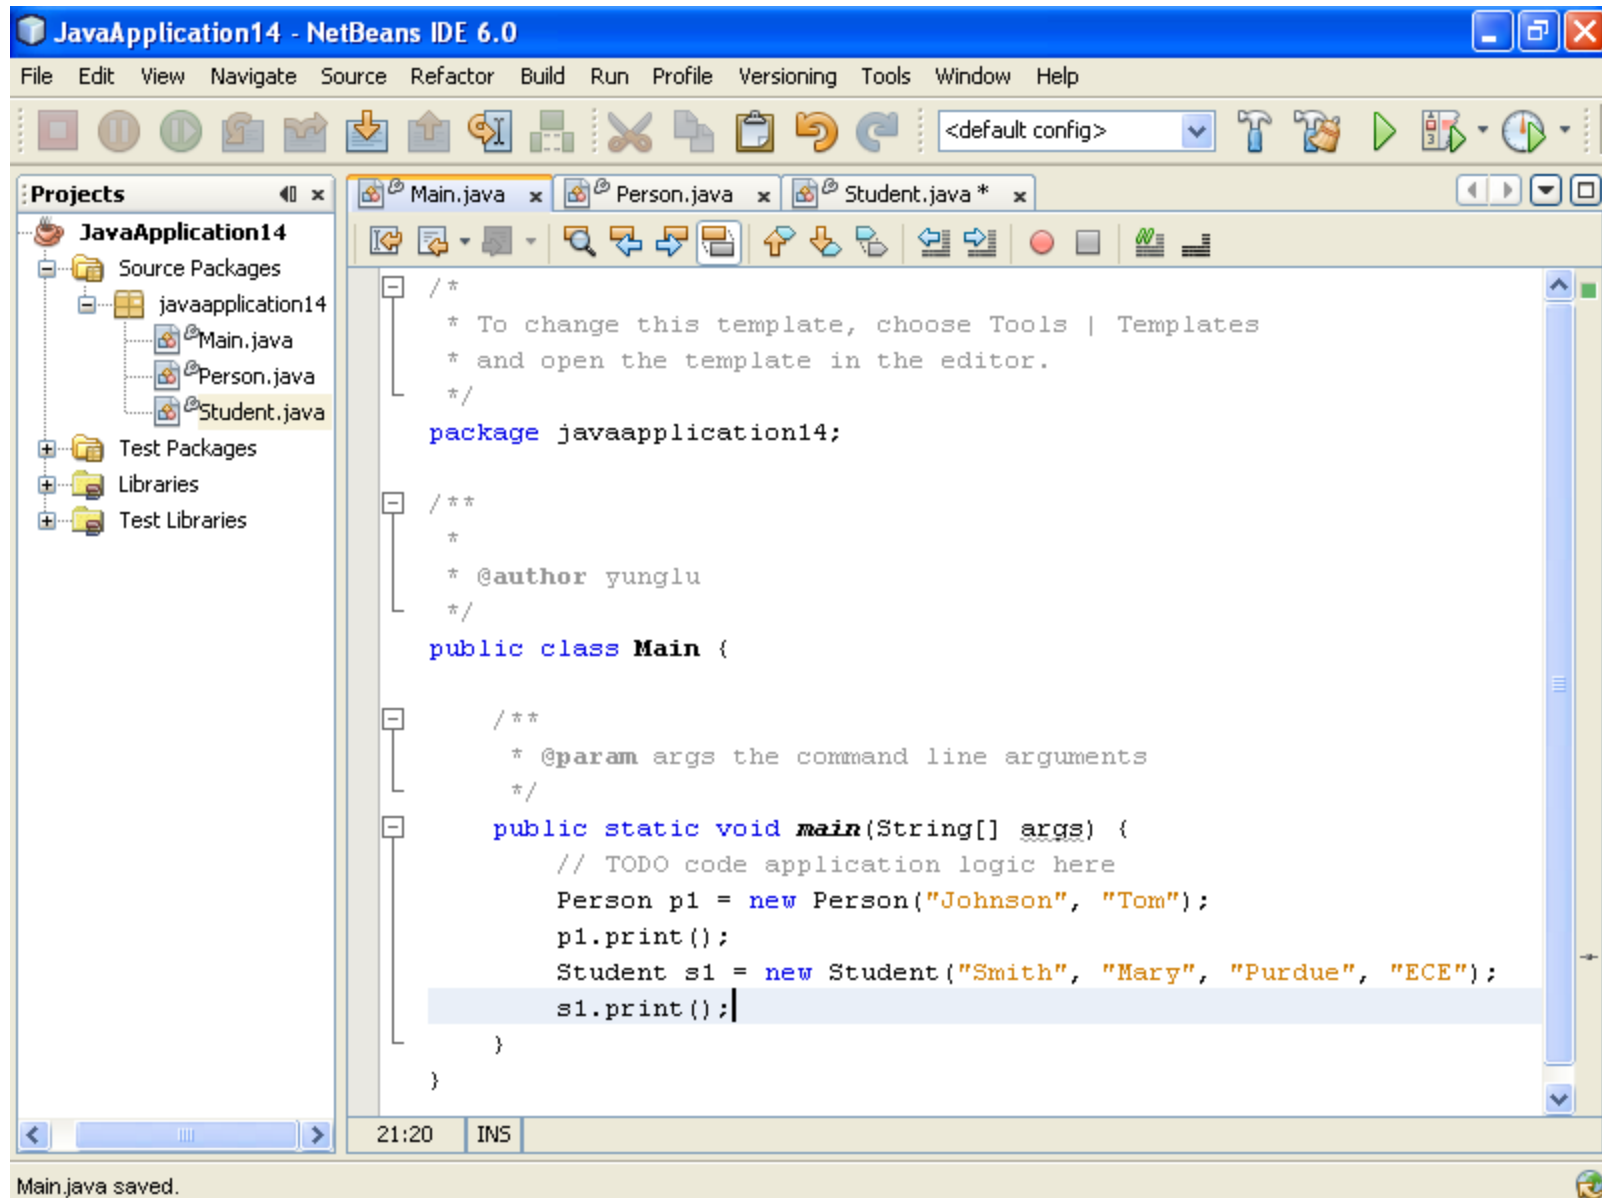 JavaApplication14 - NetBeans IDE 6.0
File Edit View Navigate Source Refactor Build Run Profile Versioning Tools Window Help
<default config>
Projects
Main.java
Person.java
Student.java *
JavaApplication14
Source Packages
javaapplication14
Main.java
Person.java
Student.java
Test Packages
Libraries
Test Libraries
/*
* To change this template, choose Tools | Templates
* and open the template in the editor.
*/
package javaapplication14;
/**
*
* @author yunglu
*/
public class Main {
/**
* @param args the command line arguments
*/
public static void main(String[] args) {
// TODO code application logic here
Person p1 = new Person("Johnson", "Tom");
p1.print();
Student s1 = new Student("Smith", "Mary", "Purdue", "ECE");
s1.print();
}
}
21:20 INS
Main.java saved.